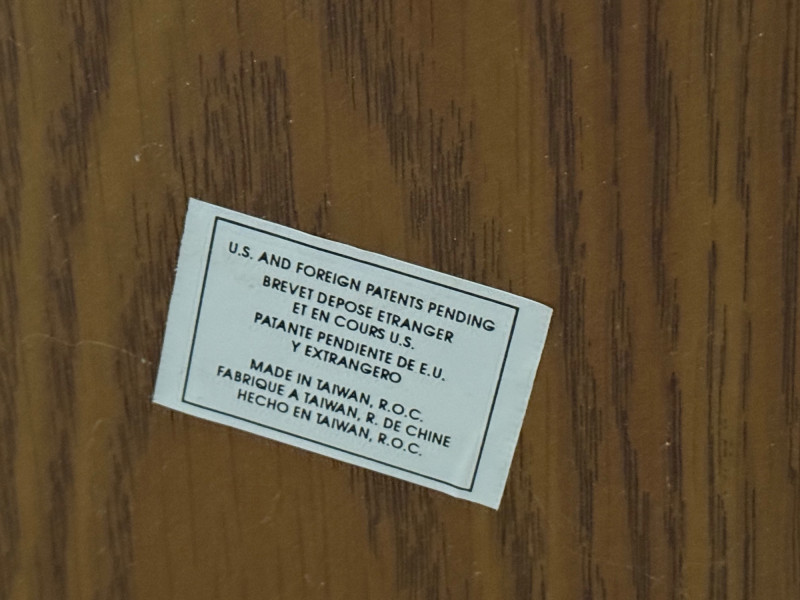 U.S. AND FOREIGN PATENTS PENDING
BREVET DEPOSE ETRANGER
ET EN COURS U.S.
PATANTE PENDIENTE DE E.U.
Y EXTRANGERO
MADE IN TAIWAN, R.O.C.
FABRIQUE A TAIWAN, R. DE CHINE
HECHO EN TAIWAN, R.O.C.